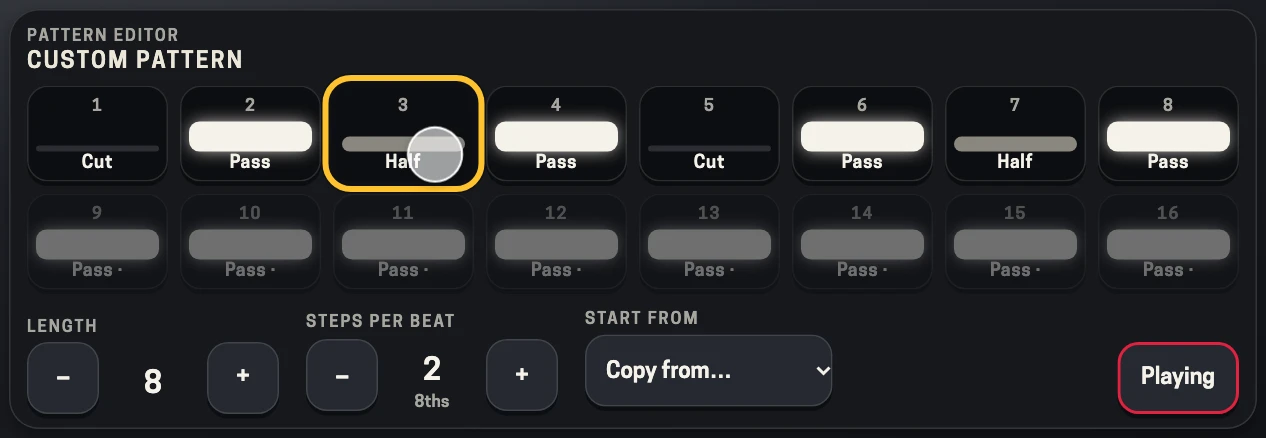 PATTERN EDITOR
CUSTOM PATTERN
1 2 3 4 5 6 7 8
Cut Pass Half Pass Cut Pass Half Pass
9 10 11 12 13 14 15 16
Pass · Pass · Pass · Pass · Pass · Pass · Pass · Pass ·
LENGTH STEPS PER BEAT START FROM
− 8 + − 2 + Copy from... Playing
8ths